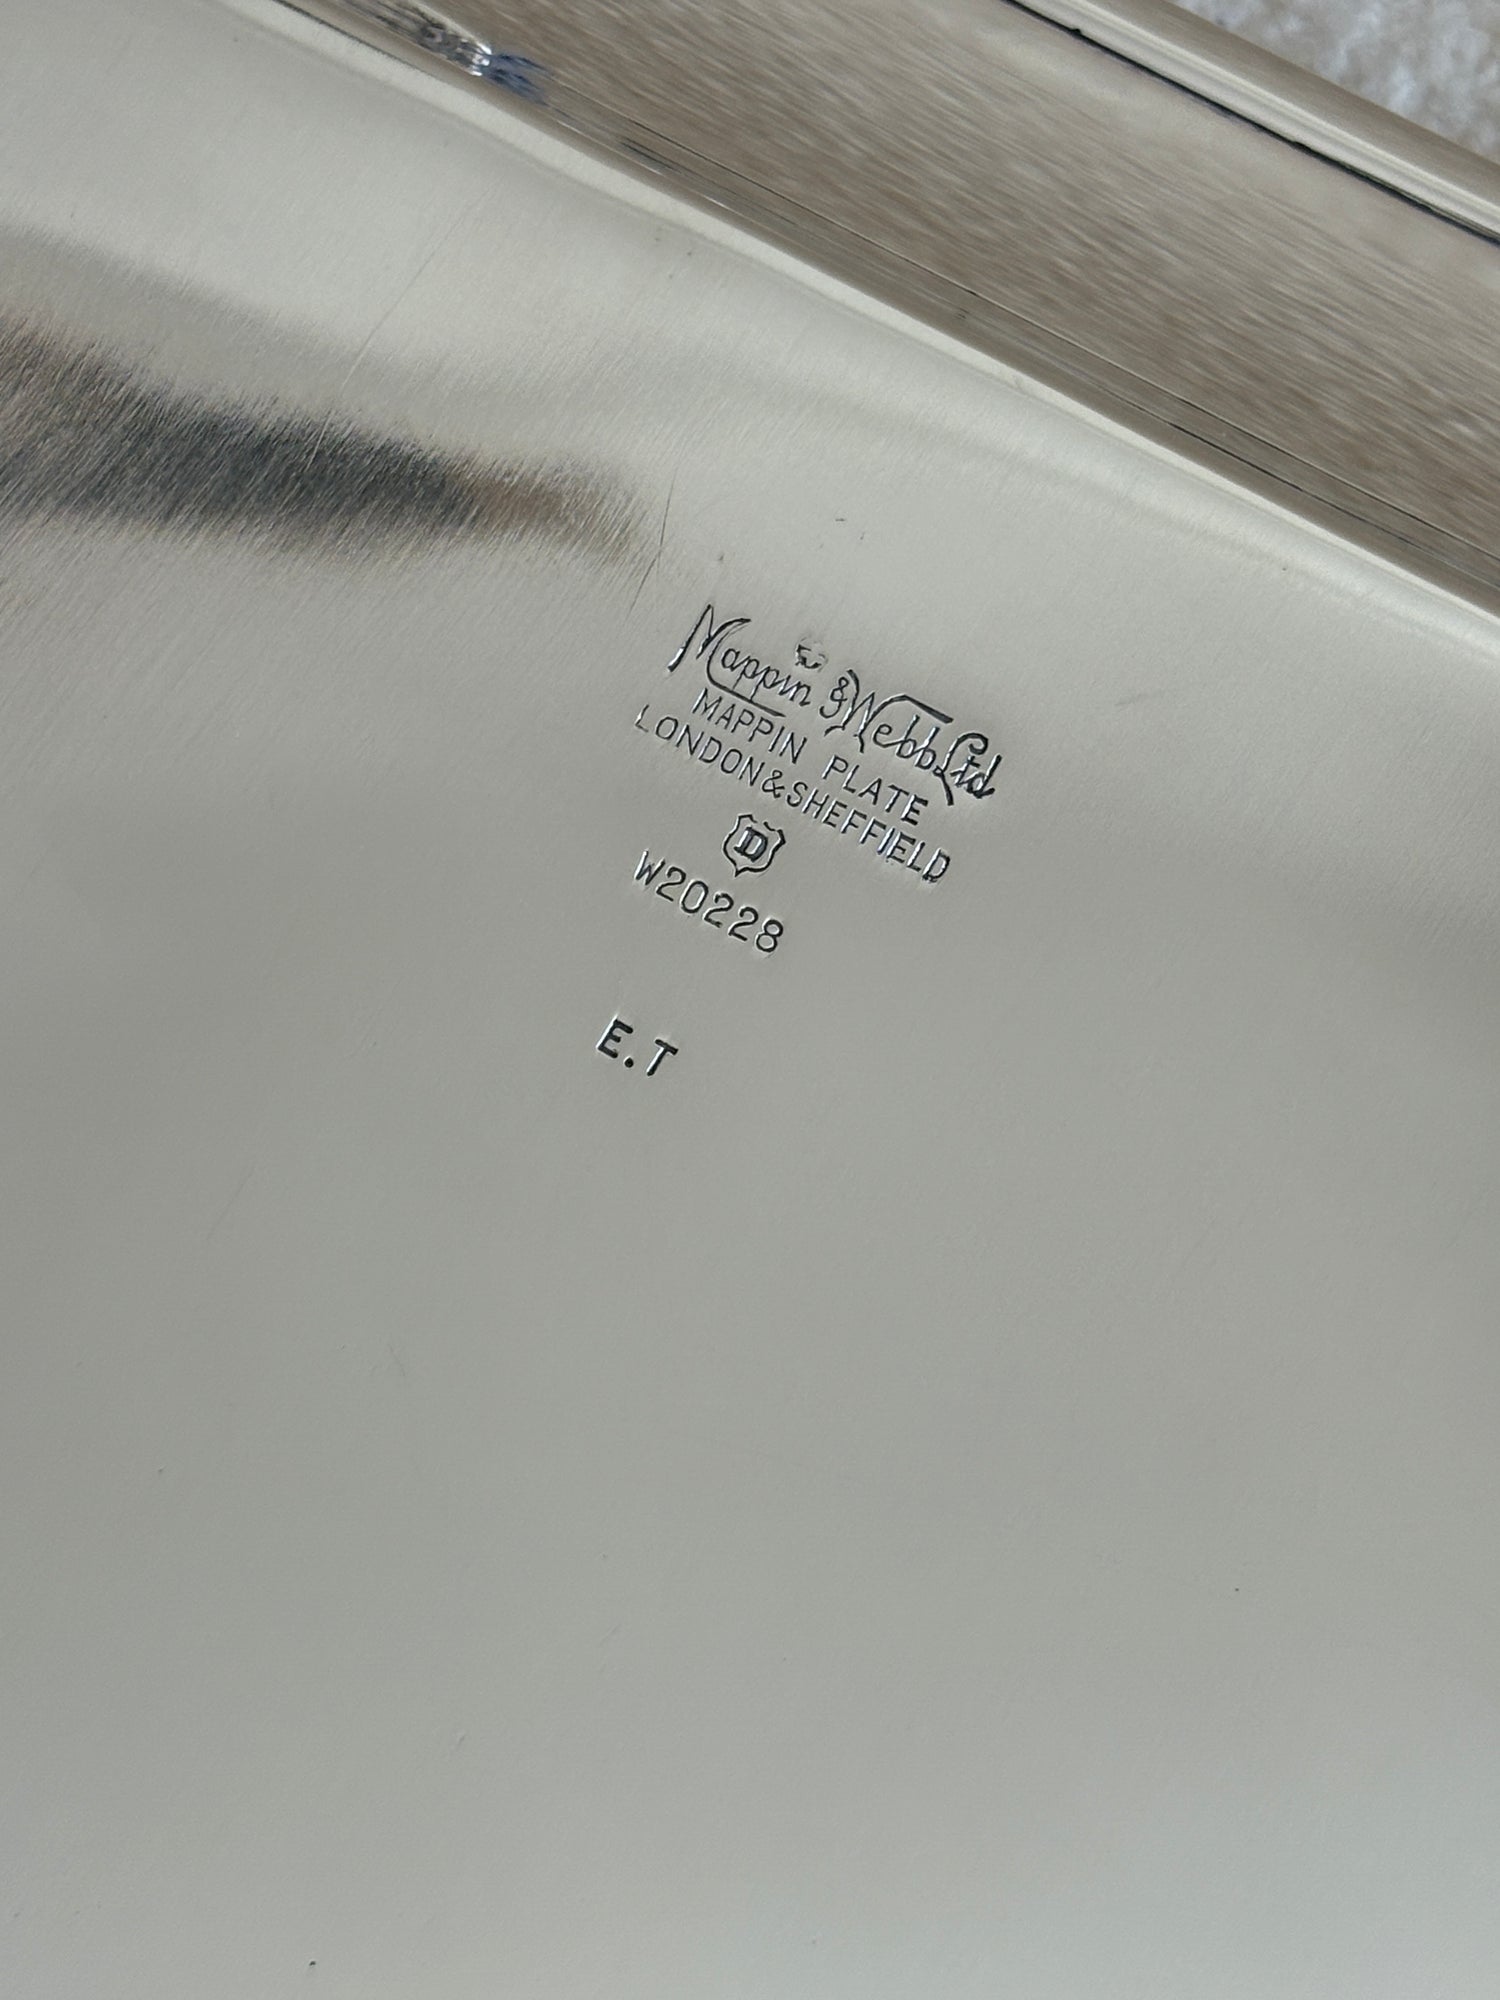 Mappin & Webb Ltd
MAPPIN PLATE
LONDON & SHEFFIELD
D
W20228
E.T